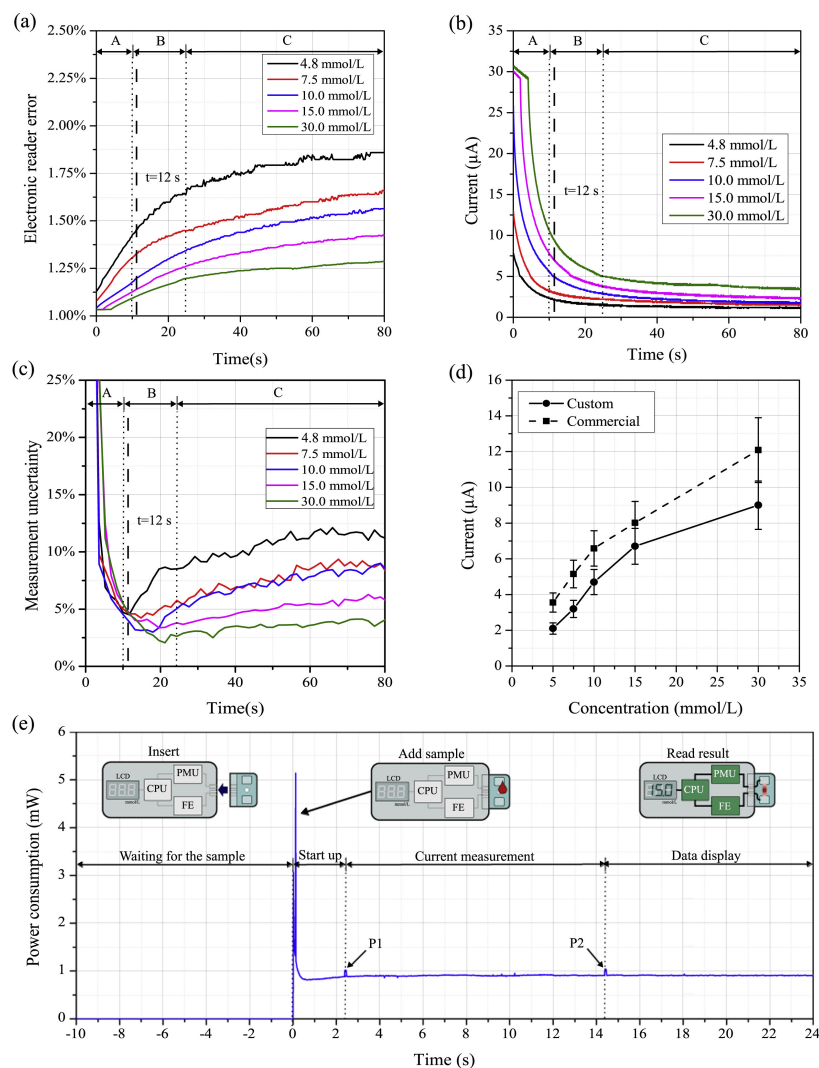 (a)
2.50%
2.25%
2.00%
1.75%
1.50%
1.25%
1.00%
Electronic reader error
A B C
4.8 mmol/L
7.5 mmol/L
10.0 mmol/L
15.0 mmol/L
30.0 mmol/L
t=12 s
0 20 40 60 80
Time(s)
(b)
35
30
25
20
15
10
5
0
Current (μA)
A B C
4.8 mmol/L
7.5 mmol/L
10.0 mmol/L
15.0 mmol/L
30.0 mmol/L
t=12 s
0 10 20 30 40 50 60 70 80
Time (s)
(c)
25%
20%
15%
10%
5%
0%
Measurement uncertainty
A B C
4.8 mmol/L
7.5 mmol/L
10.0 mmol/L
15.0 mmol/L
30.0 mmol/L
t=12 s
0 20 40 60 80
Time(s)
(d)
16
14
12
10
8
6
4
2
0
Current (μA)
Custom
Commercial
0 5 10 15 20 25 30 35
Concentration (mmol/L)
(e)
6
5
4
3
2
1
0
Power consumption (mW)
Insert
LCD
CPU
PMU
FE
mmol/L
Add sample
LCD
CPU
PMU
FE
mmol/L
Read result
LCD
15.0
CPU
PMU
FE
mmol/L
Waiting for the sample Start up Current measurement Data display
P1
P2
-10 -8 -6 -4 -2 0 2 4 6 8 10 12 14 16 18 20 22 24
Time (s)